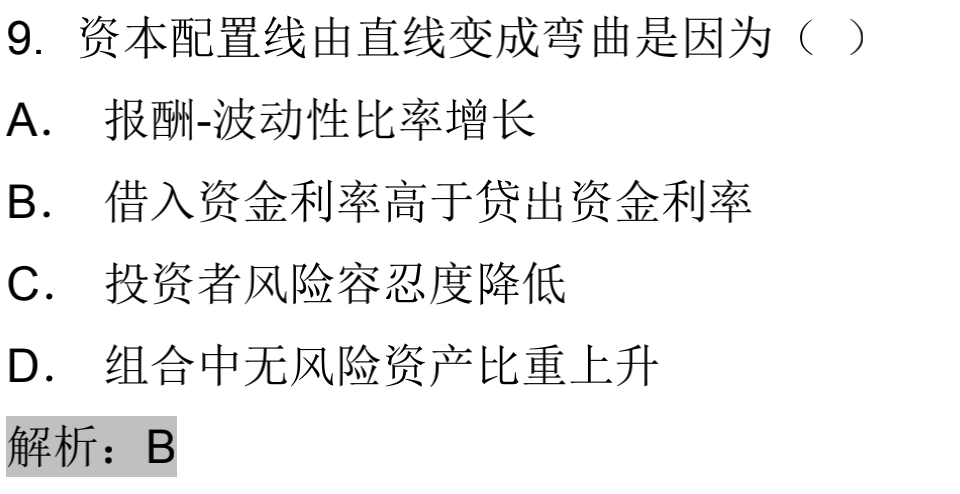 9. 资本配置线由直线变成弯曲是因为（ ）
A. 报酬-波动性比率增长
B. 借入资金利率高于贷出资金利率
C. 投资者风险容忍度降低
D. 组合中无风险资产比重上升
解析：B